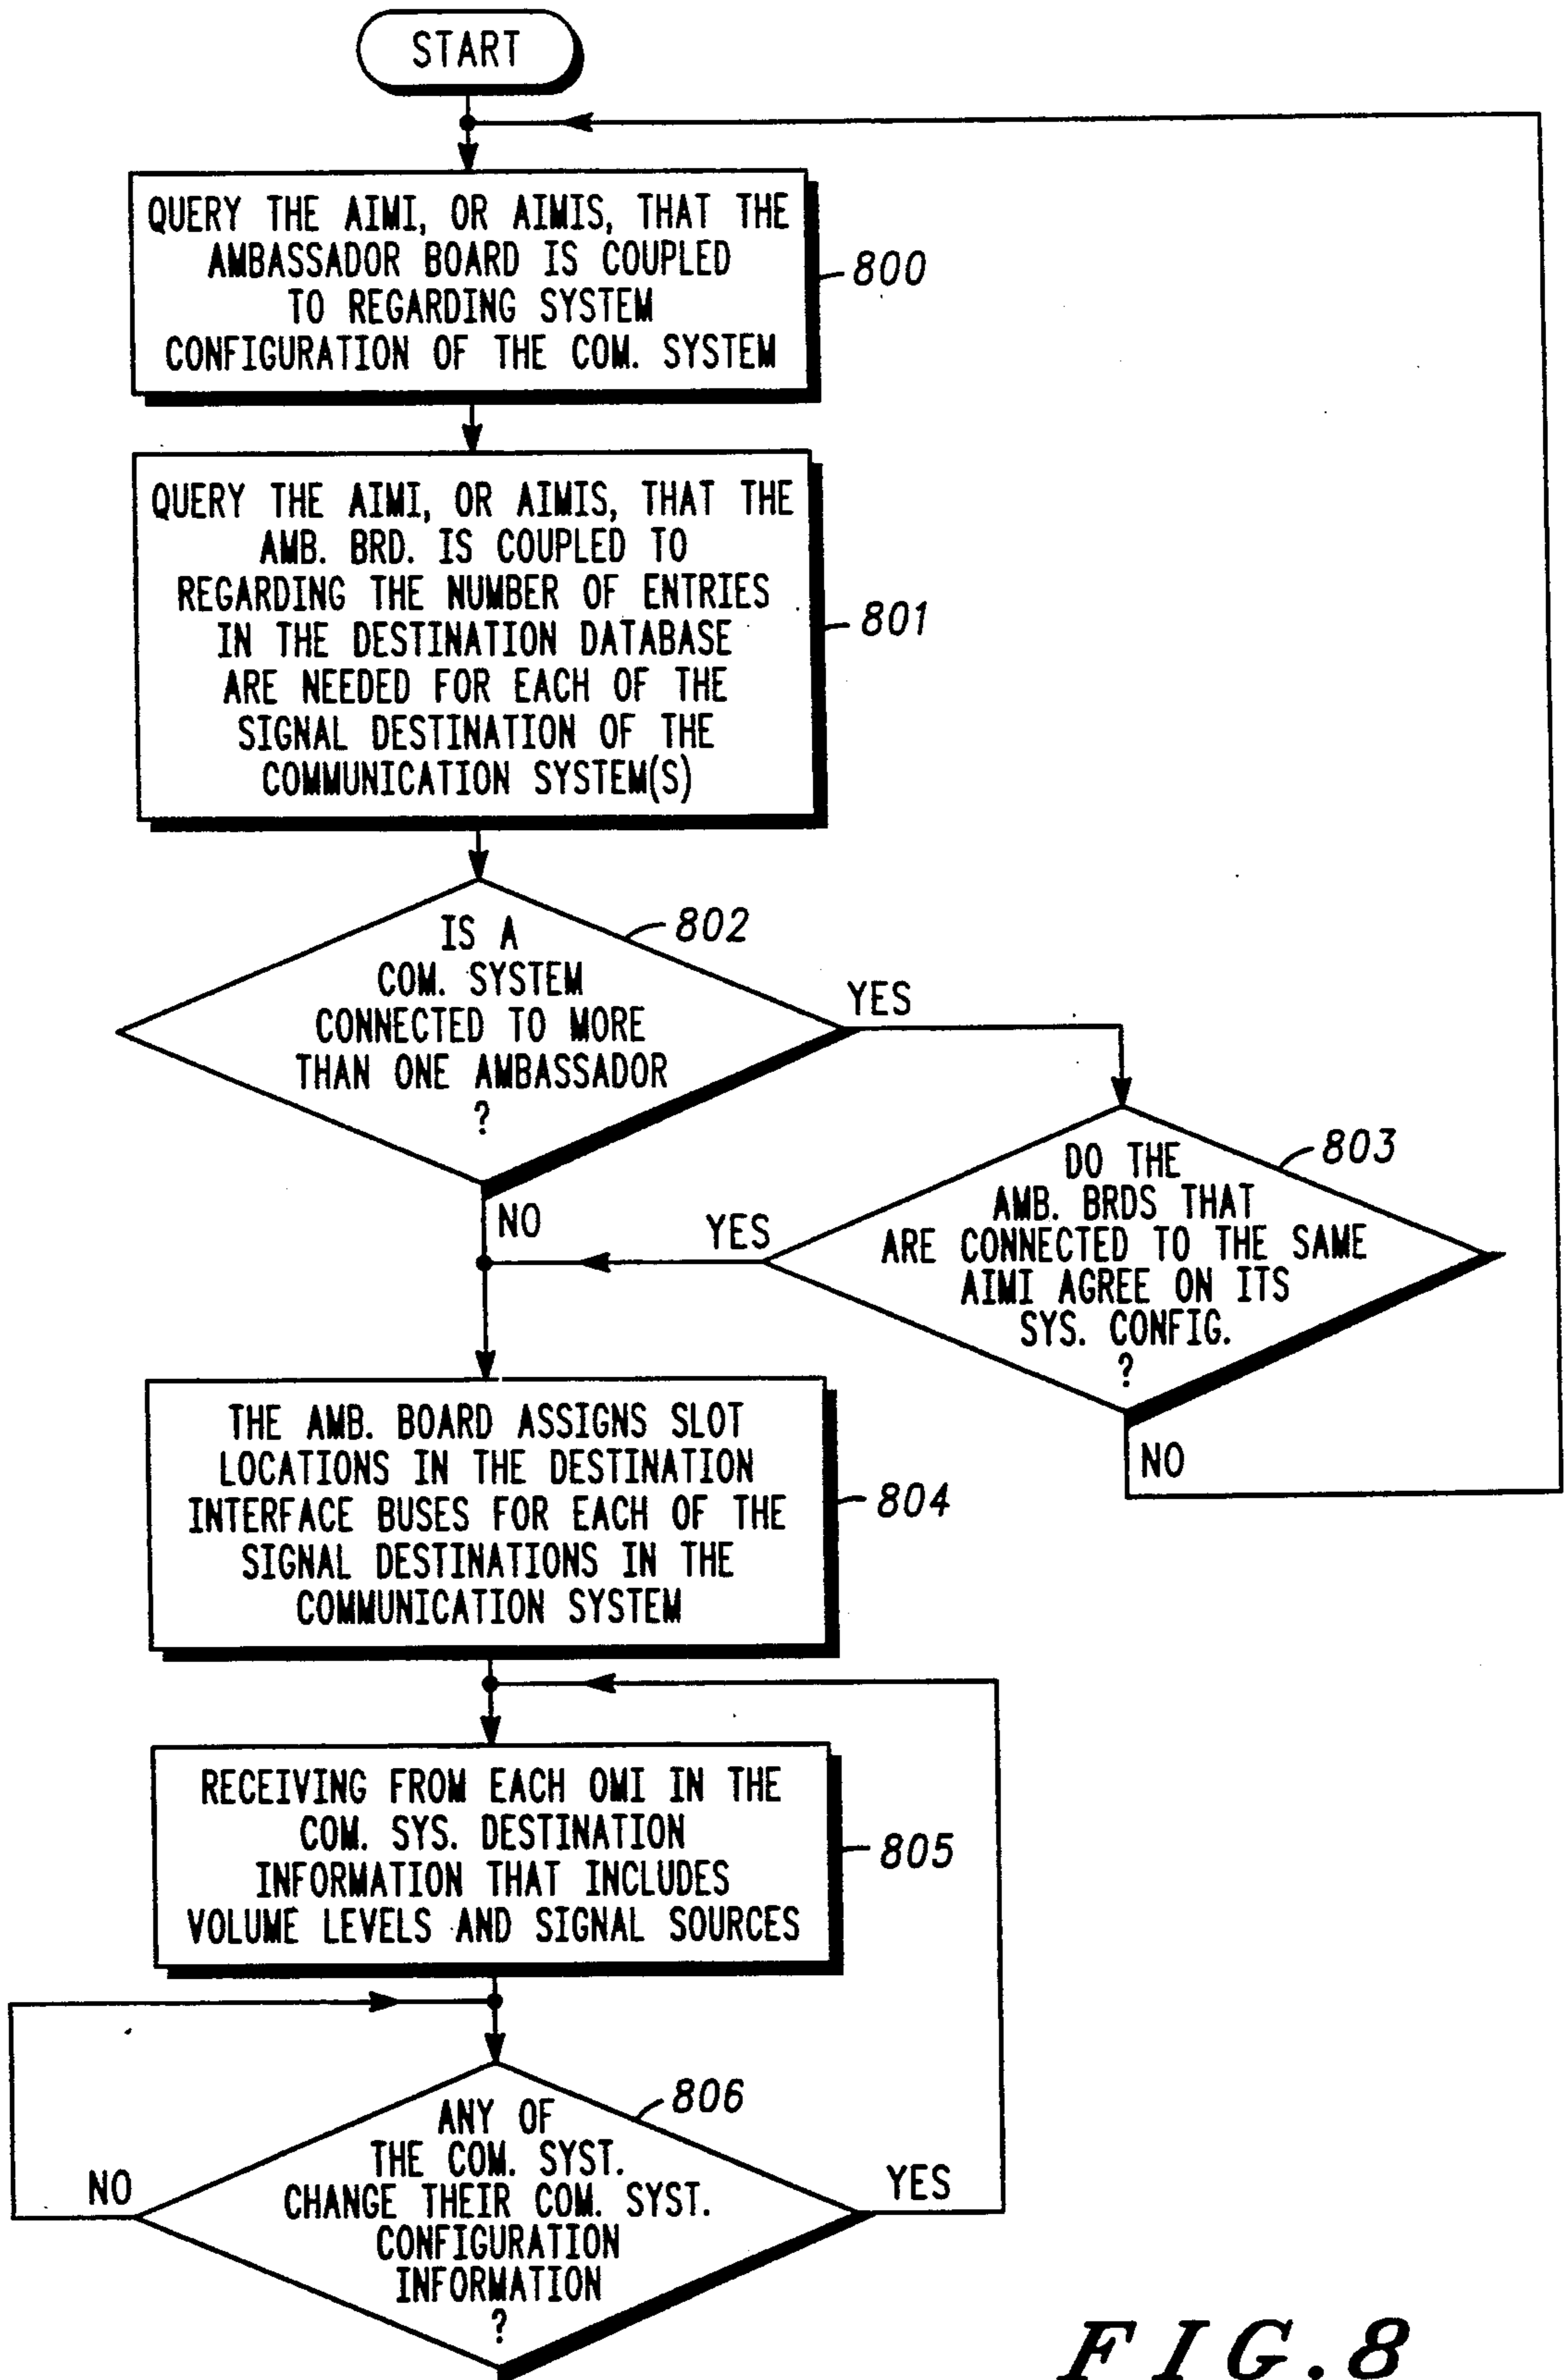 START
QUERY THE AIMI, OR AIMIS, THAT THE
AMBASSADOR BOARD IS COUPLED
TO REGARDING SYSTEM
CONFIGURATION OF THE COM. SYSTEM
800
QUERY THE AIMI, OR AIMIS, THAT THE
AMB. BRD. IS COUPLED TO
REGARDING THE NUMBER OF ENTRIES
IN THE DESTINATION DATABASE
ARE NEEDED FOR EACH OF THE
SIGNAL DESTINATION OF THE
COMMUNICATION SYSTEM(S)
801
IS A
COM. SYSTEM
CONNECTED TO MORE
THAN ONE AMBASSADOR
?
802
YES
NO
DO THE
AMB. BRDS THAT
ARE CONNECTED TO THE SAME
AIMI AGREE ON ITS
SYS. CONFIG.
?
803
YES
NO
THE AMB. BOARD ASSIGNS SLOT
LOCATIONS IN THE DESTINATION
INTERFACE BUSES FOR EACH OF THE
SIGNAL DESTINATIONS IN THE
COMMUNICATION SYSTEM
804
RECEIVING FROM EACH OMI IN THE
COM. SYS. DESTINATION
INFORMATION THAT INCLUDES
VOLUME LEVELS AND SIGNAL SOURCES
805
ANY OF
THE COM. SYST.
CHANGE THEIR COM. SYST.
CONFIGURATION
INFORMATION
?
806
NO
YES
FIG.8